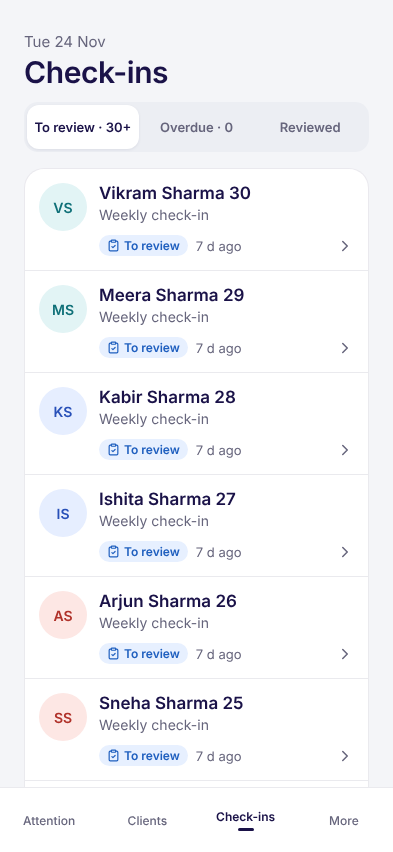 Tue 24 Nov
Check-ins
To review · 30+
Overdue · 0
Reviewed
VS
Vikram Sharma 30
Weekly check-in
To review
7 d ago
MS
Meera Sharma 29
Weekly check-in
To review
7 d ago
KS
Kabir Sharma 28
Weekly check-in
To review
7 d ago
IS
Ishita Sharma 27
Weekly check-in
To review
7 d ago
AS
Arjun Sharma 26
Weekly check-in
To review
7 d ago
SS
Sneha Sharma 25
Weekly check-in
To review
7 d ago
Attention
Clients
Check-ins
More